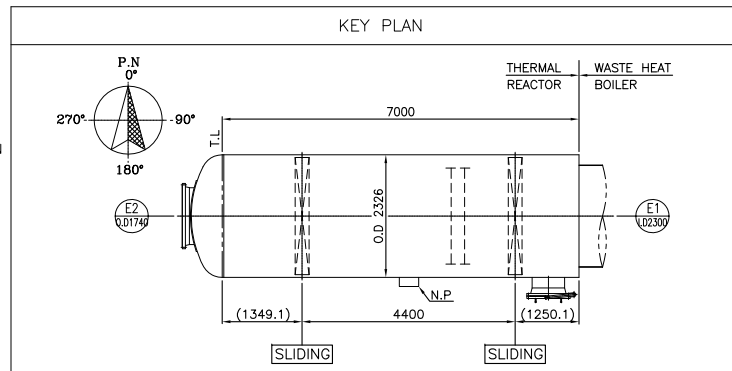 KEY PLAN
P.N
0°
270°
90°
180°
THERMAL
REACTOR
WASTE HEAT
BOILER
7000
T.L
O.D 2326
E2
O.D1740
E1
I.D2300
N.P
(1349.1)
4400
(1250.1)
SLIDING
SLIDING